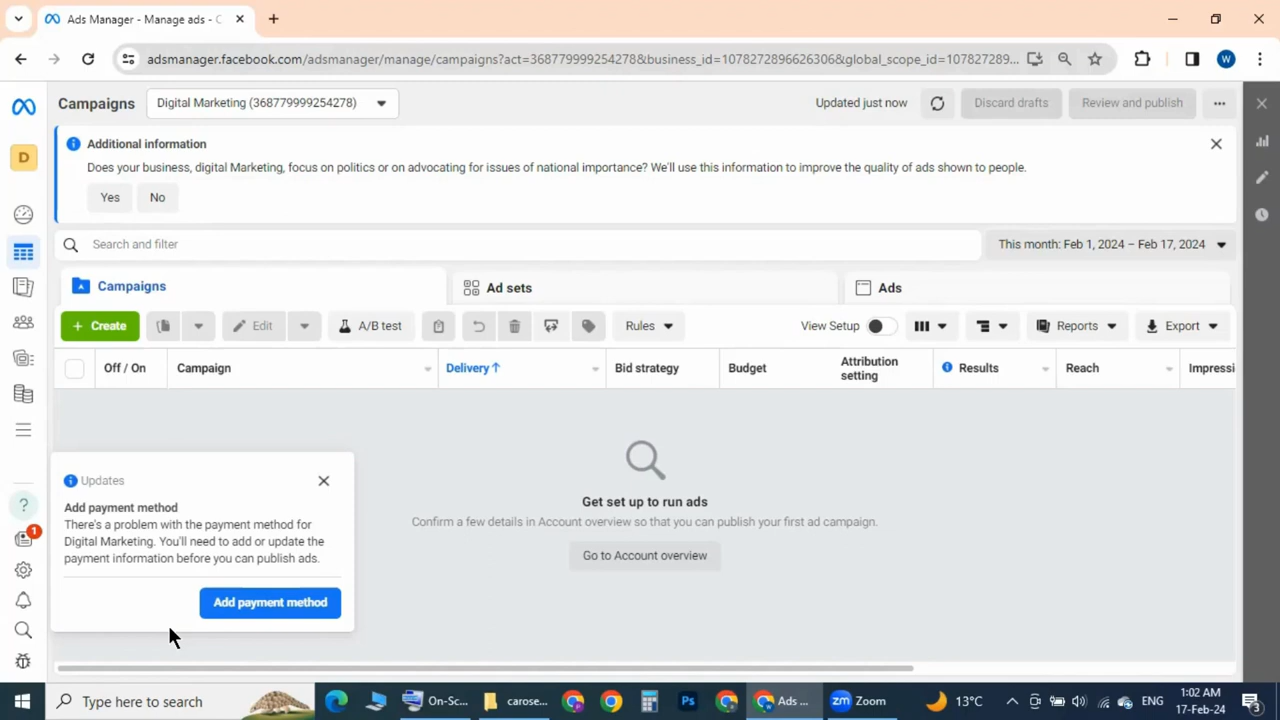 Ads Manager - Manage ads - C
adsmanager.facebook.com/adsmanager/manage/campaigns?act=368779999254278&business_id=10782728966263068&global_scope_id=107827289...
W
Campaigns
Digital Marketing (368779999254278)
Updated just now
Discard drafts
Review and publish
D
Additional information
Does your business, digital Marketing, focus on politics or on advocating for issues of national importance? We'll use this information to improve the quality of ads shown to people.
Yes
No
Search and filter
This month: Feb 1, 2024 – Feb 17, 2024
Campaigns
Ad sets
Ads
+ Create
Edit
A/B test
Rules
View Setup
Reports
Export
Off / On
Campaign
Delivery↑
Bid strategy
Budget
Attribution
setting
Results
Reach
Impressi
Get set up to run ads
Confirm a few details in Account overview so that you can publish your first ad campaign.
Go to Account overview
Updates
Add payment method
There's a problem with the payment method for
Digital Marketing. You'll need to add or update the
payment information before you can publish ads.
Add payment method
?
1
Type here to search
On-Sc...
carose...
Ps
Ads ...
Zoom
13°C
ENG
1:02 AM
17-Feb-24
3